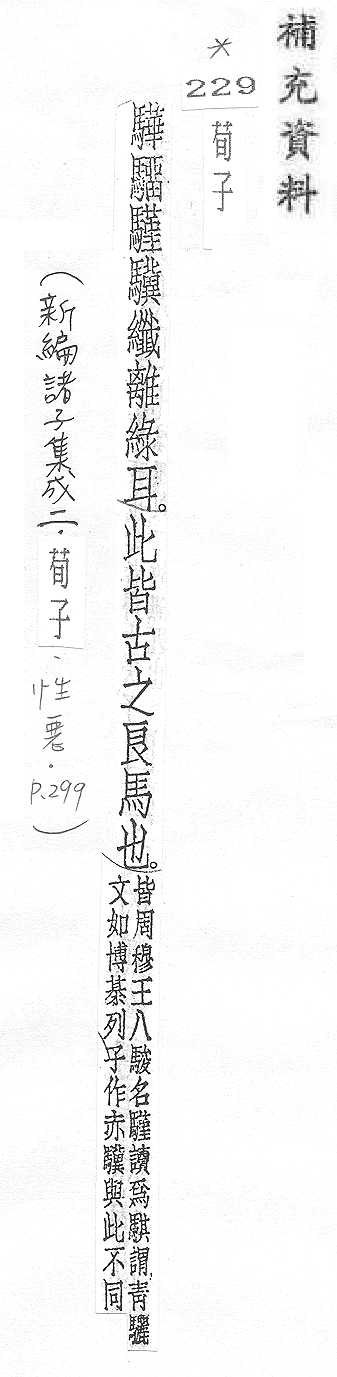 補充資料
*
229
荀子
驊騮騹驥纖離綠耳。此皆古之良馬也。
皆周穆王八駿名騹讀爲騏謂青驪
文如博棊列子作赤驥與此不同
(新編諸子集成二.荀子、性惡.P.299)